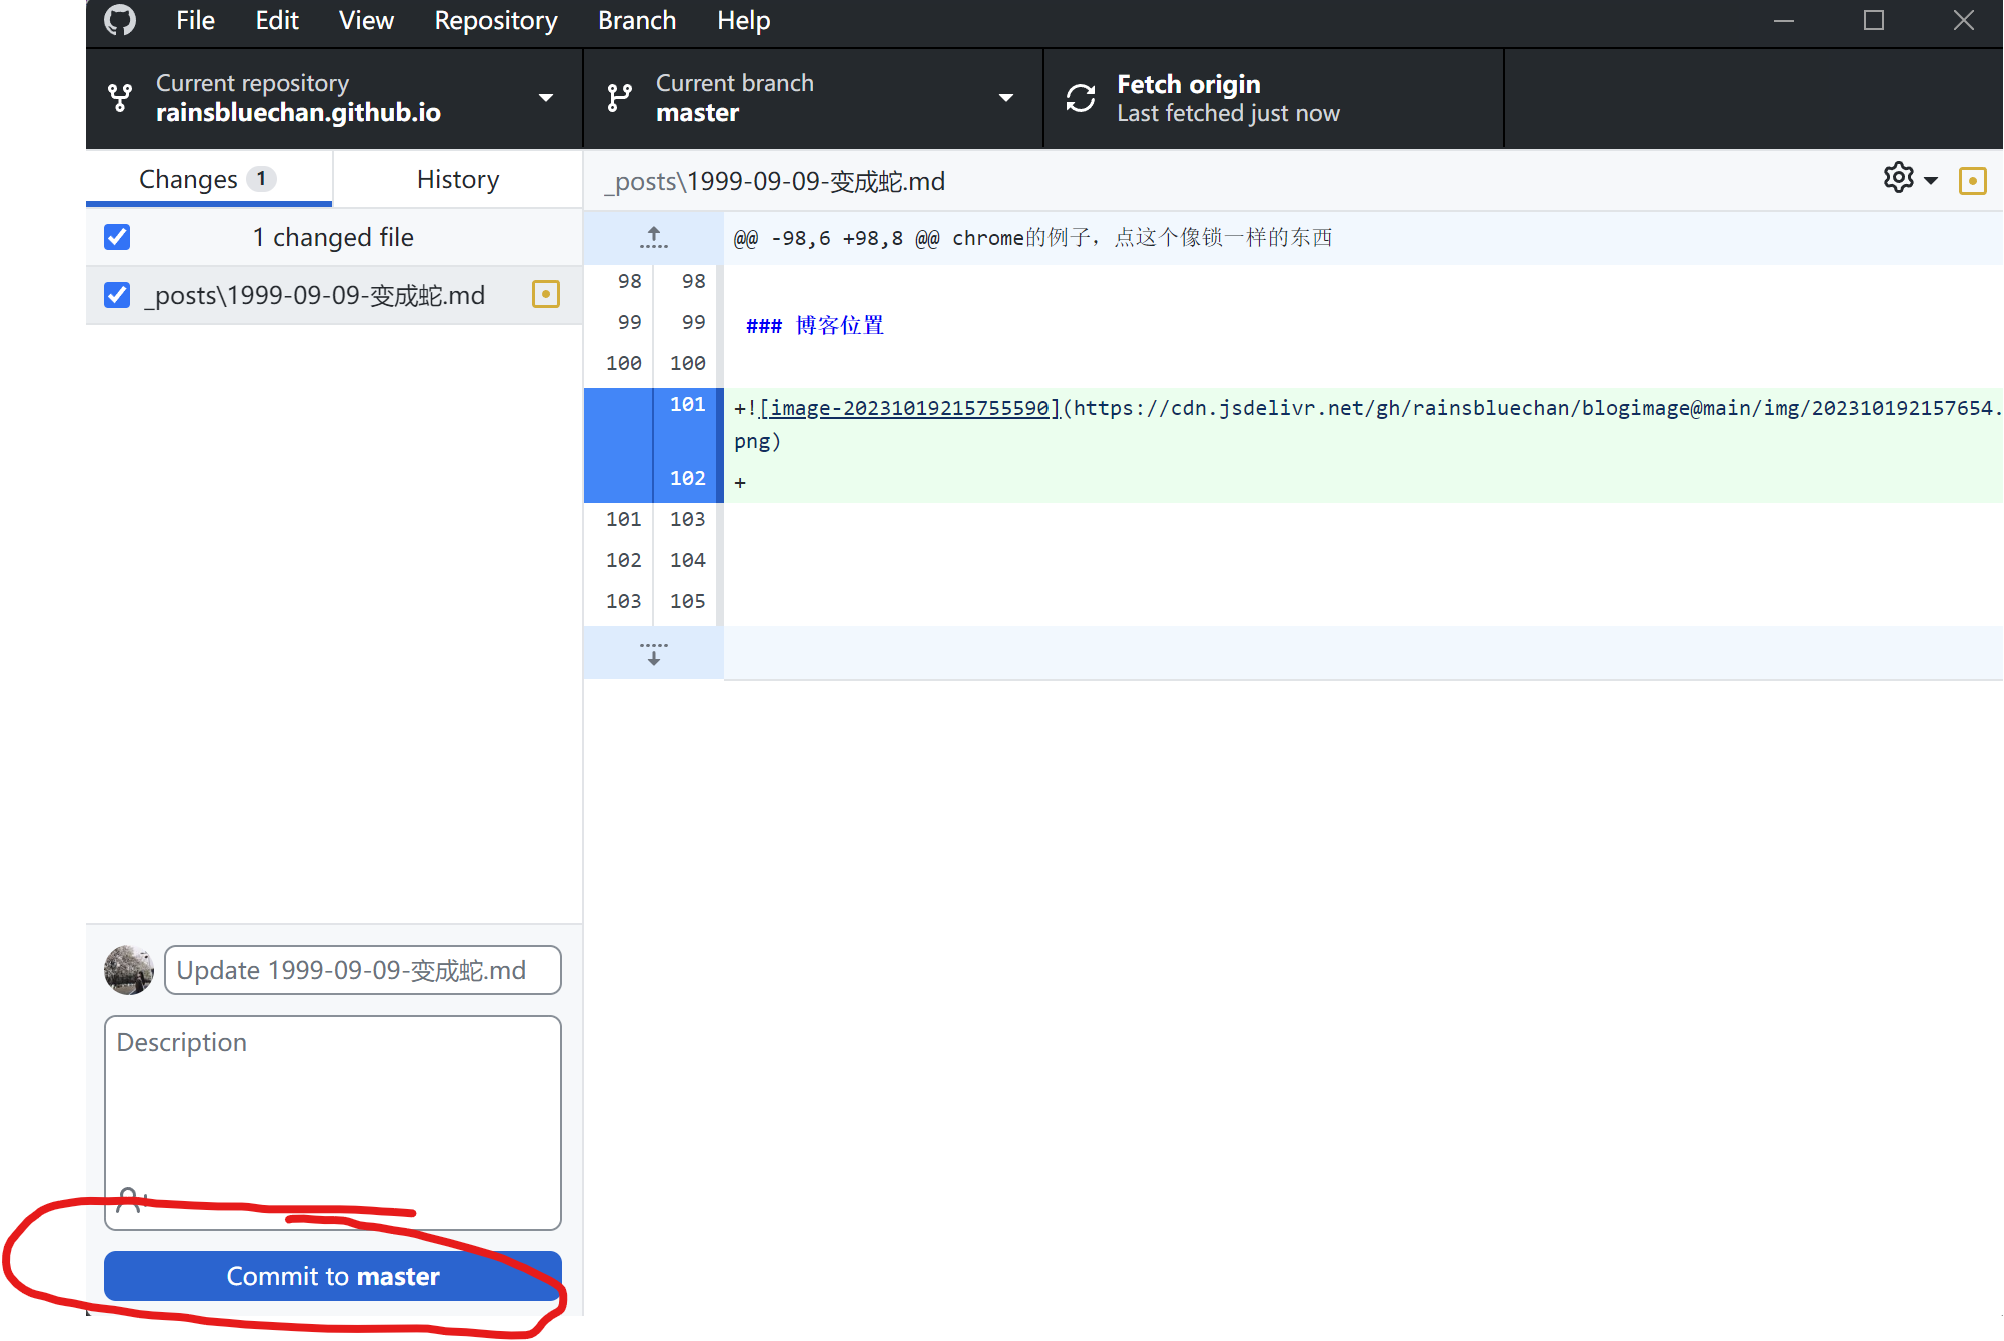 File Edit View Repository Branch Help
Current repository
rainsbluechan.github.io
Current branch
master
Fetch origin
Last fetched just now
Changes 1
History
1 changed file
_posts\1999-09-09-变成蛇.md
_posts\1999-09-09-变成蛇.md
@@ -98,6 +98,8 @@ chrome的例子，点这个像锁一样的东西
98 98
99 99 ### 博客位置
100 100
101 +![image-20231019215755590](https://cdn.jsdelivr.net/gh/rainsbluechan/blogimage@main/img/202310192157654.
png)
102 +
101 103
102 104
103 105
Update 1999-09-09-变成蛇.md
Description
Commit to master